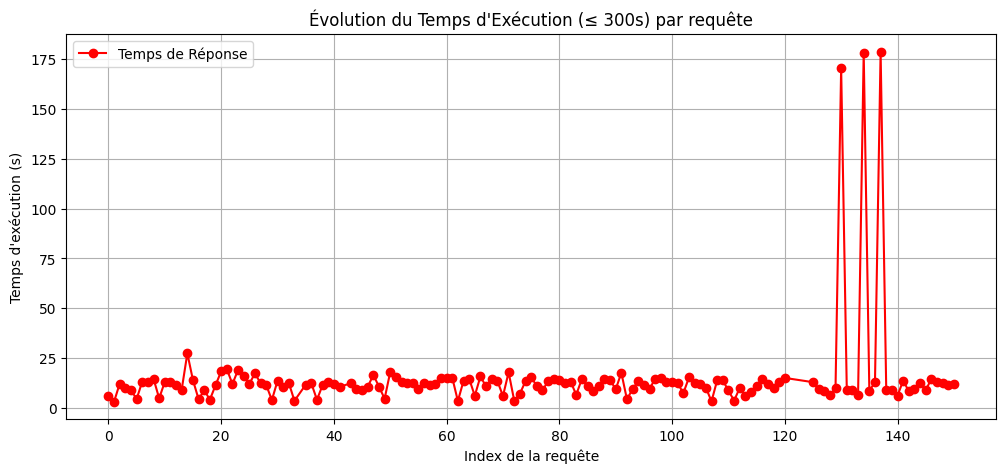 Évolution du Temps d'Exécution (≤ 300s) par requête
Temps de Réponse
Temps d'exécution (s)
175
150
125
100
75
50
25
0
0 20 40 60 80 100 120 140
Index de la requête